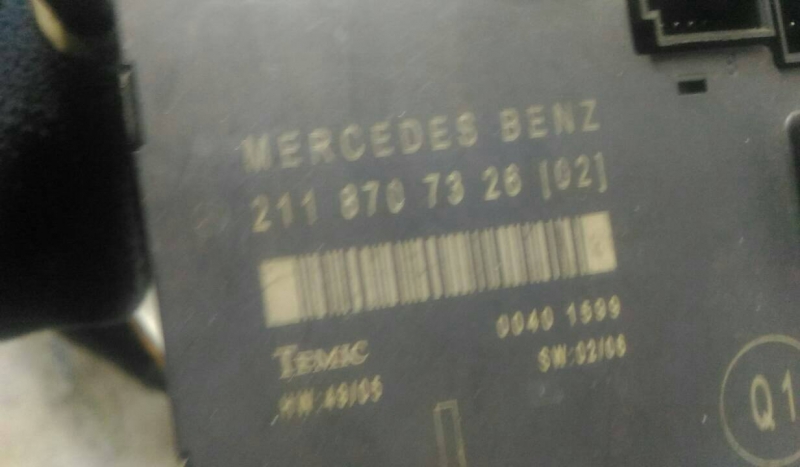 MERCEDES BENZ
211 870 73 26 [02]
TEMIC
0040 1599
HW:49/05
SW:02/06
Q1